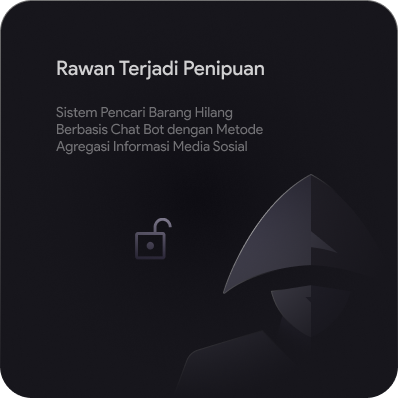 Rawan Terjadi Penipuan
Sistem Pencari Barang Hilang
Berbasis Chat Bot dengan Metode
Agregasi Informasi Media Sosial